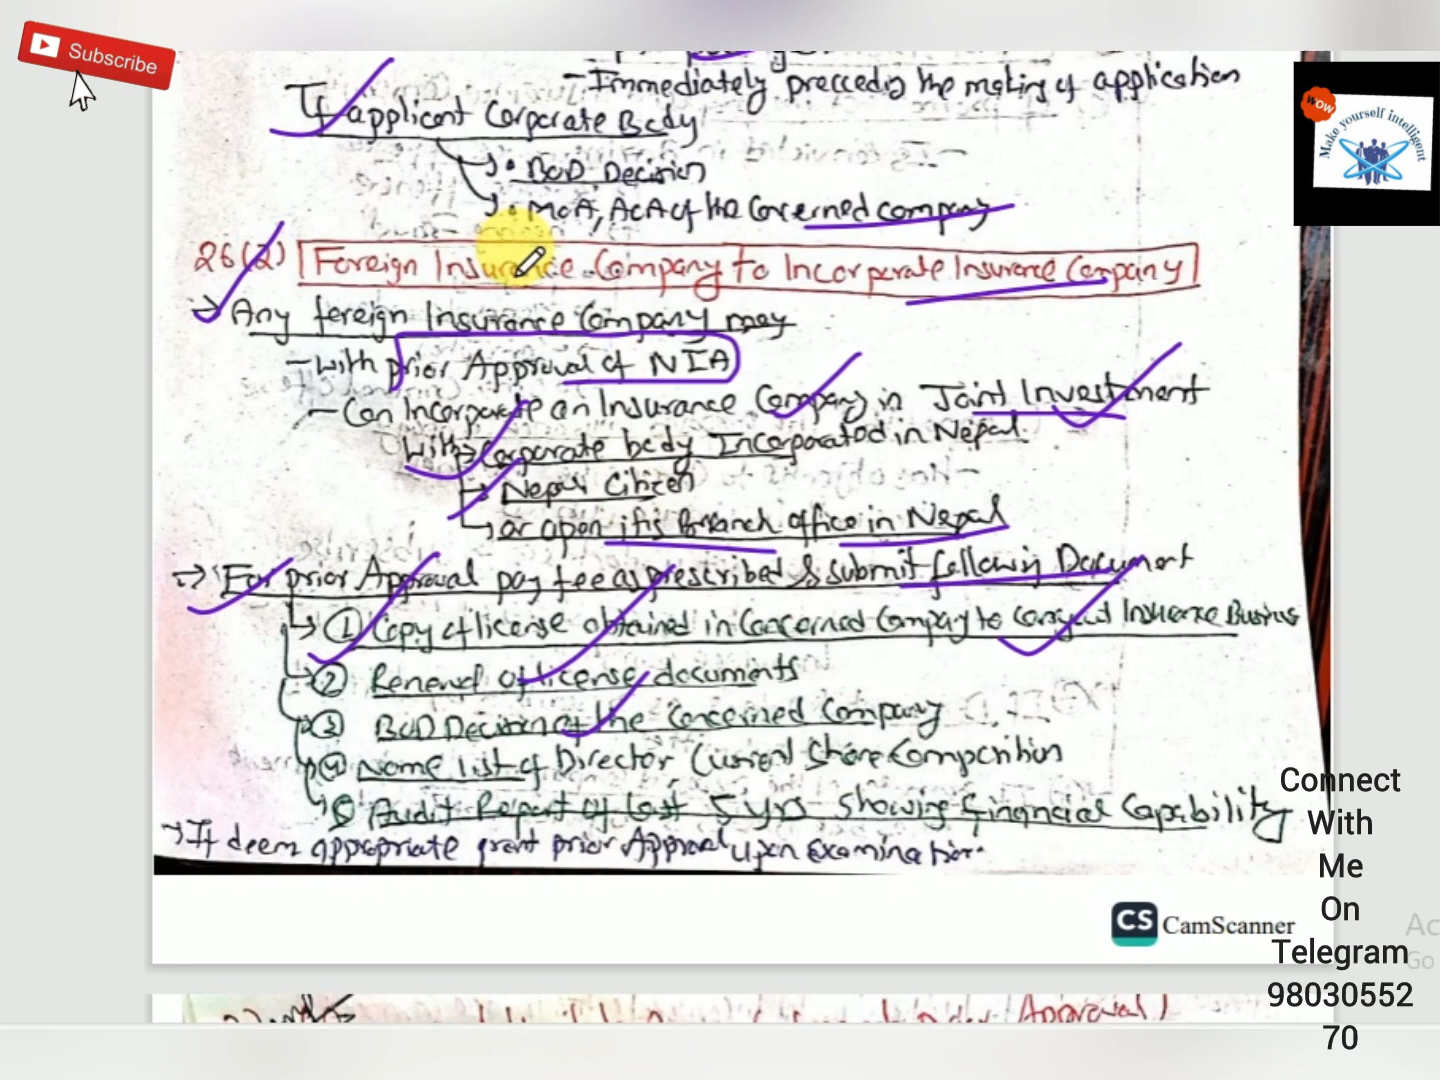 Subscribe
- Immediately preceeding the making of application
If applicant Corporate Body
• BOD Decision
• MOA, AOA of the Concerned company
26(2) Foreign Insurance Company to Incorporate Insurance Company
→ Any foreign Insurance Company may
- with prior Approval of NIA
- Can Incorporate an Insurance Company in Joint Investment
with → Corporate body Incorporated in Nepal
→ Nepali Citizen
→ or open its Branch office in Nepal
→ For prior Approval pay fee as prescribed & submit following Document
→ ① Copy of license obtained in Concerned Company to conduct Insurance Business
② Renewal of license documents
③ BOD Decision of the Concerned Company
④ Name list of Director Current Share Composition
⑤ Audit Report of last 5 yrs showing financial Capability
→ If deem appropriate grant prior Approval upon Examination.
WOW
Make yourself intelligent
CS CamScanner
Connect
With
Me
On
Telegram
98030552
70
Ac
Go
Approval